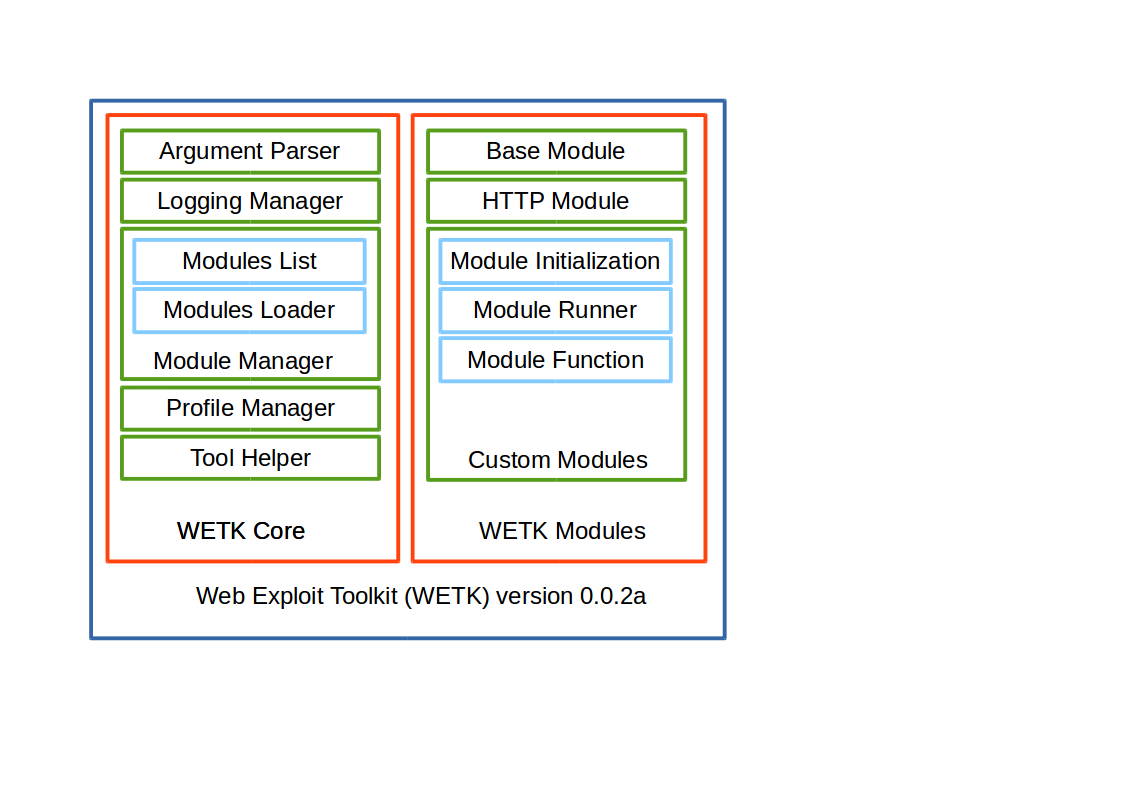 Argument Parser
Logging Manager
Modules List
Modules Loader
Module Manager
Profile Manager
Tool Helper
WETK Core
Base Module
HTTP Module
Module Initialization
Module Runner
Module Function
Custom Modules
WETK Modules
Web Exploit Toolkit (WETK) version 0.0.2a